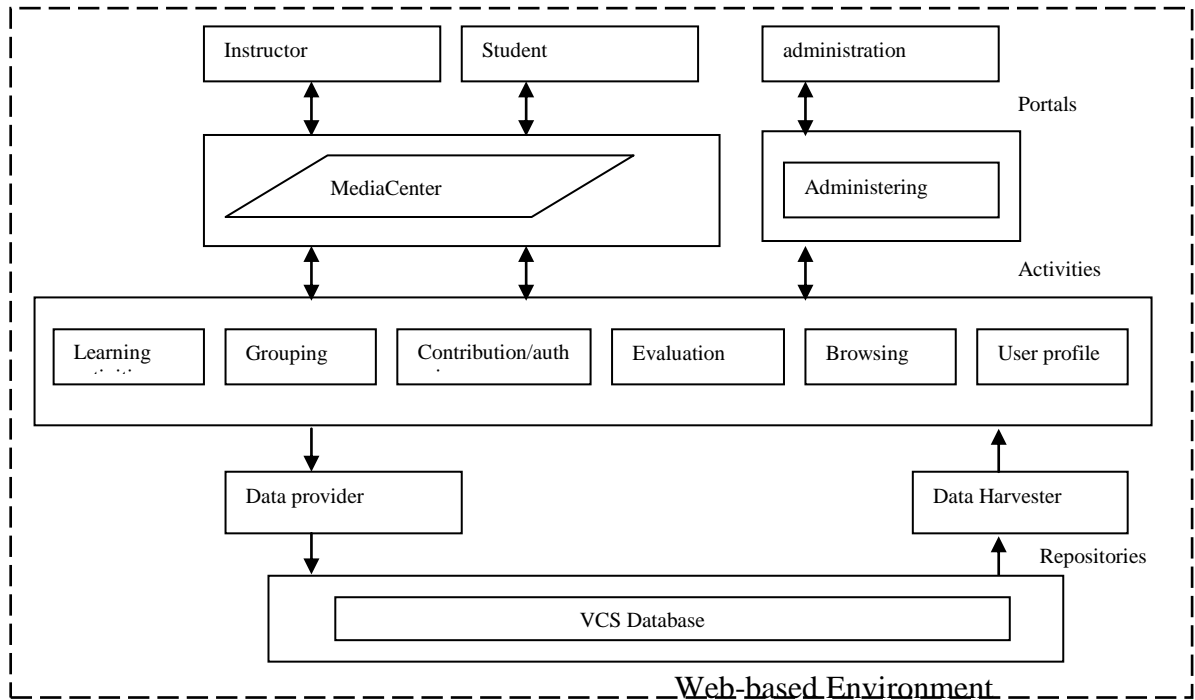 Instructor
Student
administration
Portals
MediaCenter
Administering
Activities
Learning
Grouping
Contribution/auth
Evaluation
Browsing
User profile
Data provider
Data Harvester
Repositories
VCS Database
Web-based Environment